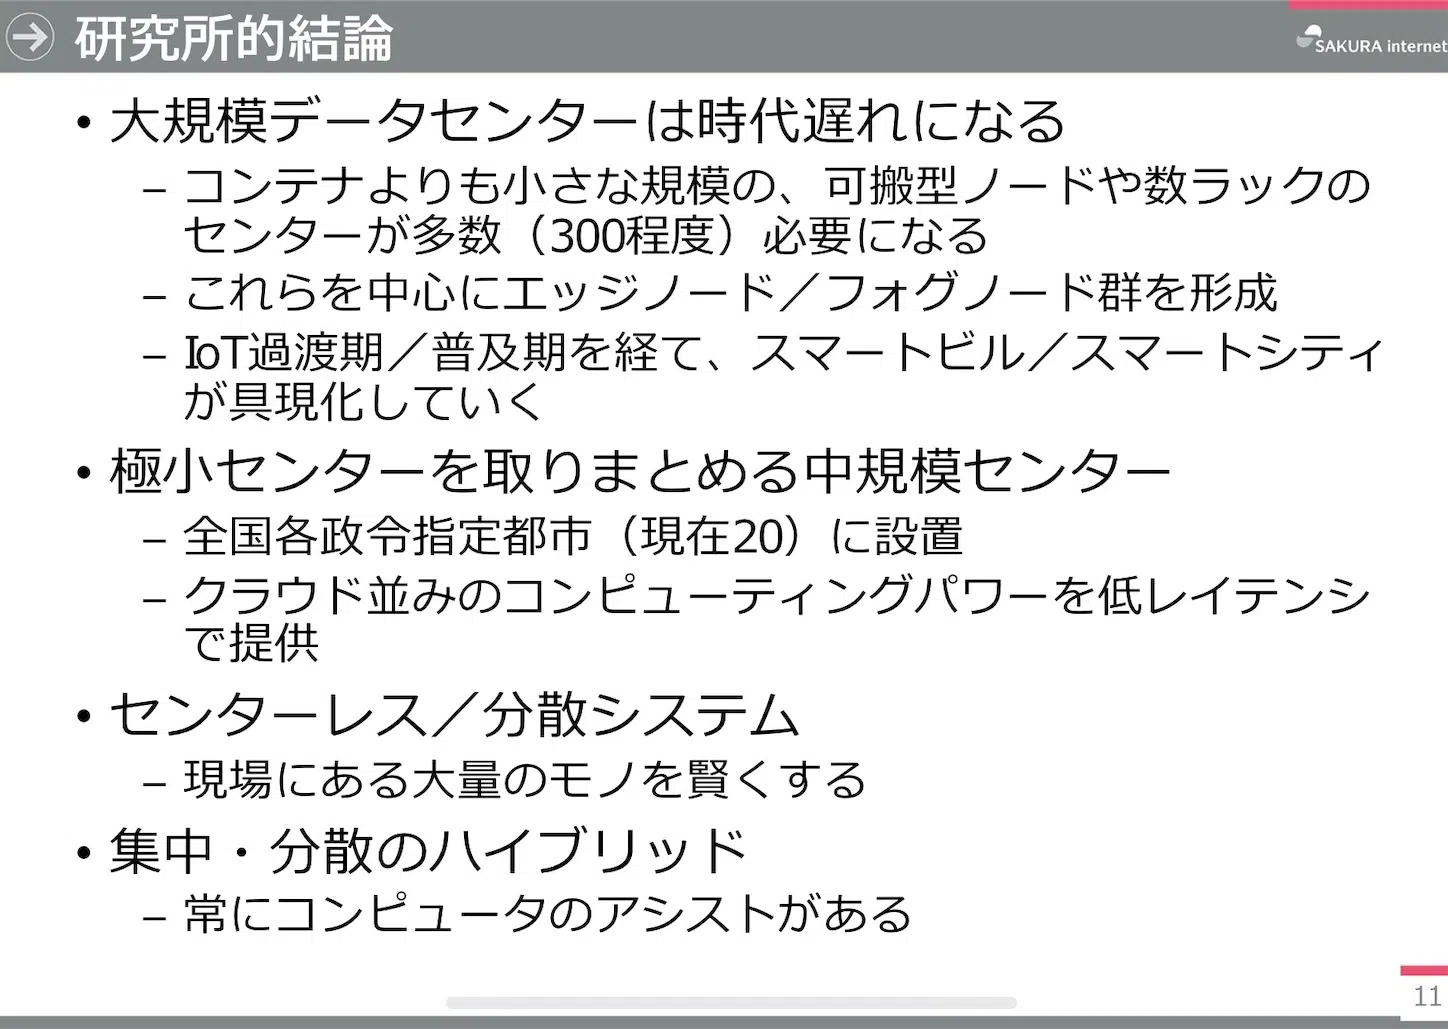 研究所的結論
SAKURA internet
• 大規模データセンターは時代遅れになる
– コンテナよりも小さな規模の、可搬型ノードや数ラックの
センターが多数（300程度）必要になる
– これらを中心にエッジノード／フォグノード群を形成
– IoT過渡期／普及期を経て、スマートビル／スマートシティ
が具現化していく
• 極小センターを取りまとめる中規模センター
– 全国各政令指定都市（現在20）に設置
– クラウド並みのコンピューティングパワーを低レイテンシ
で提供
• センターレス／分散システム
– 現場にある大量のモノを賢くする
• 集中・分散のハイブリッド
– 常にコンピュータのアシストがある
11